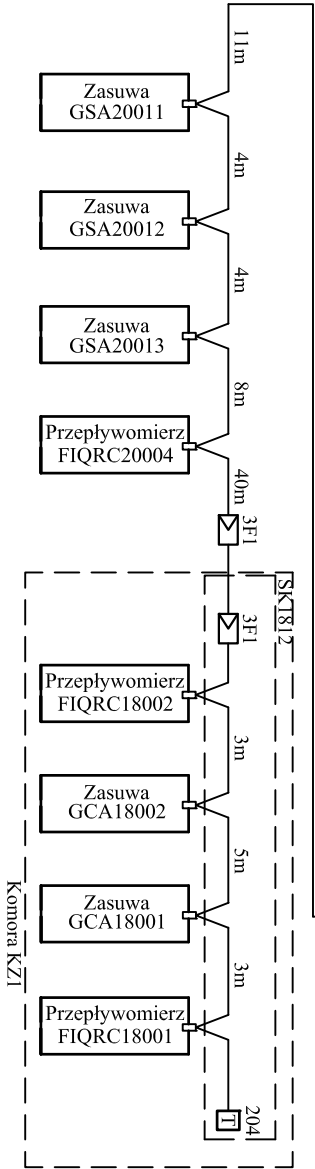 11m
Zasuwa
GSA20011
4m
Zasuwa
GSA20012
4m
Zasuwa
GSA20013
8m
Przepływomierz
FIQRC20004
40m
3F1
SK1812
3F1
Przepływomierz
FIQRC18002
3m
Zasuwa
GCA18002
5m
Zasuwa
GCA18001
3m
Przepływomierz
FIQRC18001
204
T
Komora KZ1